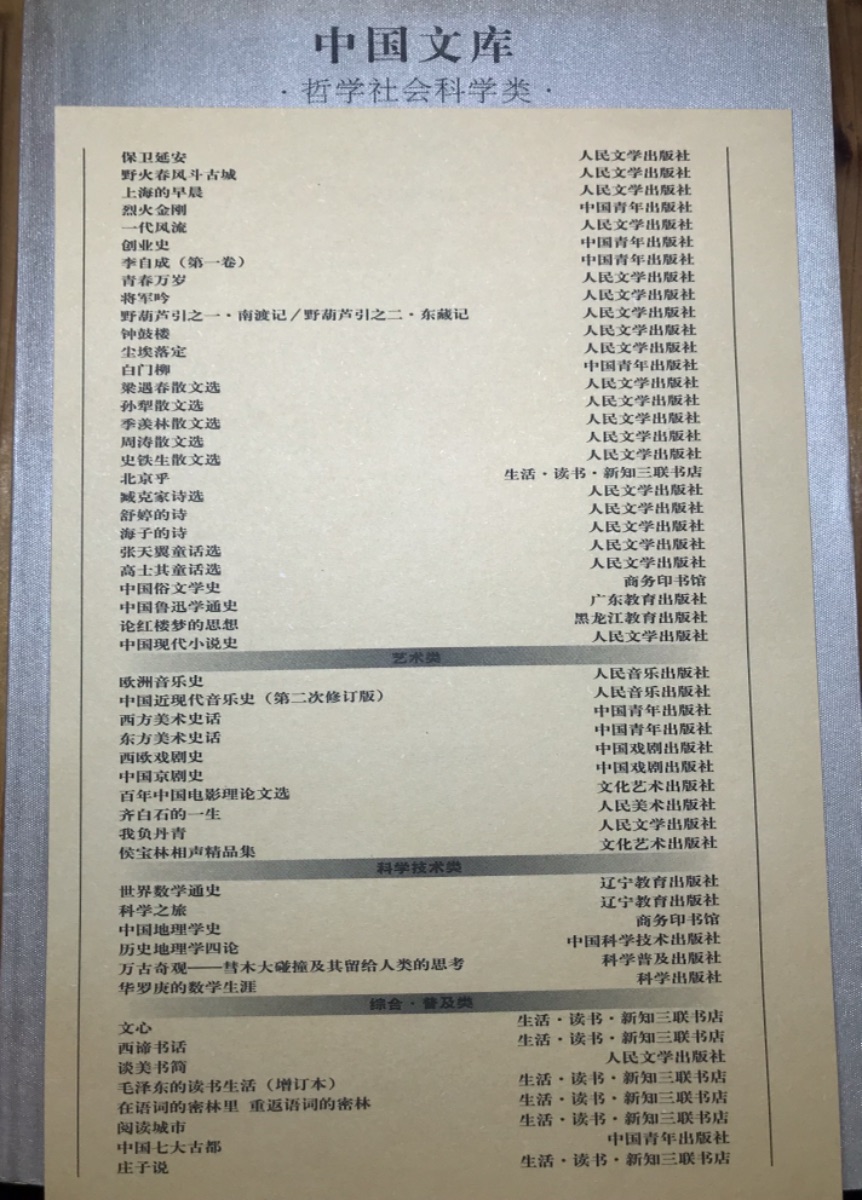 中国文库
·哲学社会科学类·
保卫延安 人民文学出版社
野火春风斗古城 人民文学出版社
上海的早晨 人民文学出版社
烈火金刚 中国青年出版社
一代风流 人民文学出版社
创业史 中国青年出版社
李自成（第一卷） 中国青年出版社
青春万岁 人民文学出版社
将军吟 人民文学出版社
野葫芦引之一·南渡记／野葫芦引之二·东藏记 人民文学出版社
钟鼓楼 人民文学出版社
尘埃落定 人民文学出版社
白门柳 中国青年出版社
梁遇春散文选 人民文学出版社
孙犁散文选 人民文学出版社
季羡林散文选 人民文学出版社
周涛散文选 人民文学出版社
史铁生散文选 人民文学出版社
北京乎 生活·读书·新知三联书店
臧克家诗选 人民文学出版社
舒婷的诗 人民文学出版社
海子的诗 人民文学出版社
张天翼童话选 人民文学出版社
高士其童话选 人民文学出版社
中国俗文学史 商务印书馆
中国鲁迅学通史 广东教育出版社
论红楼梦的思想 黑龙江教育出版社
中国现代小说史 人民文学出版社
艺术类
欧洲音乐史 人民音乐出版社
中国近现代音乐史（第二次修订版） 人民音乐出版社
西方美术史话 中国青年出版社
东方美术史话 中国青年出版社
西欧戏剧史 中国戏剧出版社
中国京剧史 中国戏剧出版社
百年中国电影理论文选 文化艺术出版社
齐白石的一生 人民美术出版社
我负丹青 人民文学出版社
侯宝林相声精品集 文化艺术出版社
科学技术类
世界数学通史 辽宁教育出版社
科学之旅 辽宁教育出版社
中国地理学史 商务印书馆
历史地理学四论 中国科学技术出版社
万古奇观——彗木大碰撞及其留给人类的思考 科学普及出版社
华罗庚的数学生涯 科学出版社
综合·普及类
文心 生活·读书·新知三联书店
西谛书话 生活·读书·新知三联书店
谈美书简 人民文学出版社
毛泽东的读书生活（增订本） 生活·读书·新知三联书店
在语词的密林里 重返语词的密林 生活·读书·新知三联书店
阅读城市 生活·读书·新知三联书店
中国七大古都 中国青年出版社
庄子说 生活·读书·新知三联书店